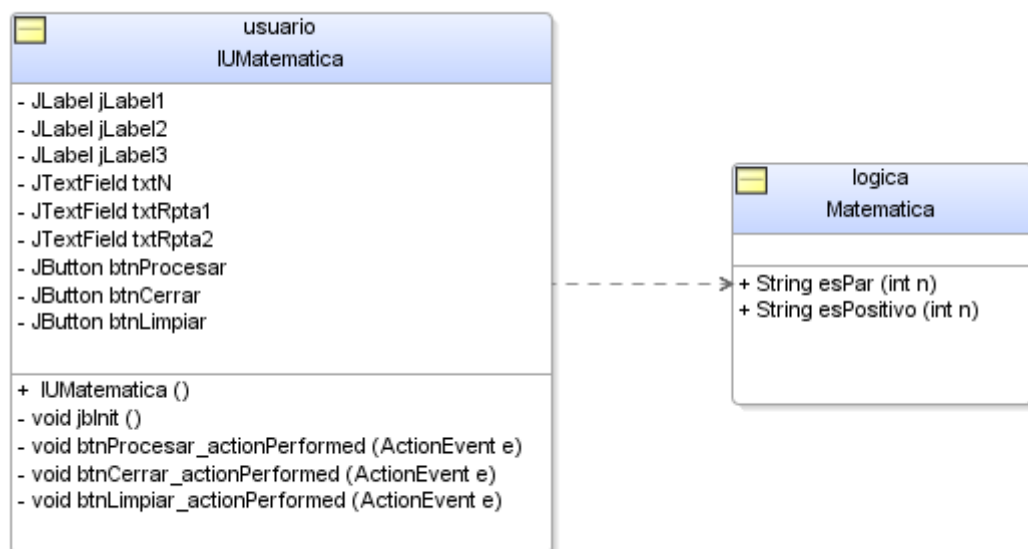 usuario
IUMatematica
- JLabel jLabel1
- JLabel jLabel2
- JLabel jLabel3
- JTextField txtN
- JTextField txtRpta1
- JTextField txtRpta2
- JButton btnProcesar
- JButton btnCerrar
- JButton btnLimpiar
+ IUMatematica ()
- void jbInit ()
- void btnProcesar_actionPerformed (ActionEvent e)
- void btnCerrar_actionPerformed (ActionEvent e)
- void btnLimpiar_actionPerformed (ActionEvent e)
logica
Matematica
+ String esPar (int n)
+ String esPositivo (int n)